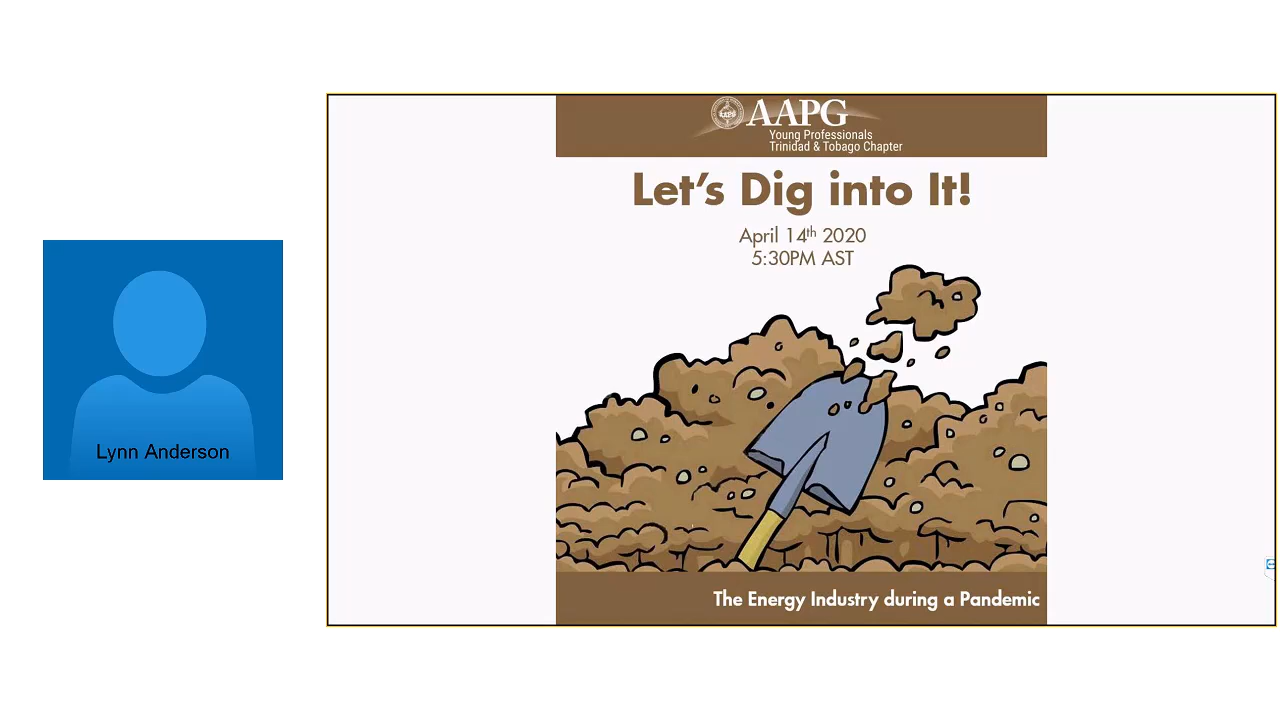 AAPG
Young Professionals
Trinidad & Tobago Chapter
Let's Dig into It!
April 14th 2020
5:30PM AST
Lynn Anderson
The Energy Industry during a Pandemic